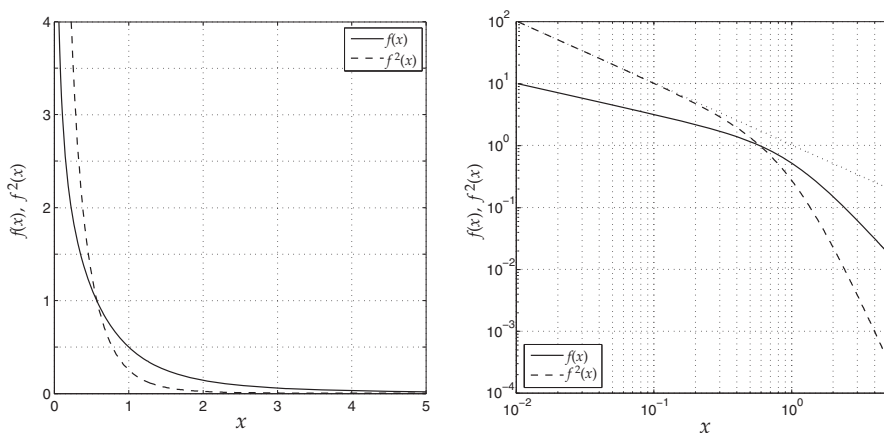 f(x), f²(x)
4
3
2
1
0
0 1 2 3 4 5
x
f(x)
f²(x)
f(x), f²(x)
10²
10¹
10⁰
10⁻¹
10⁻²
10⁻³
10⁻⁴
10⁻² 10⁻¹ 10⁰
x
f(x)
f²(x)